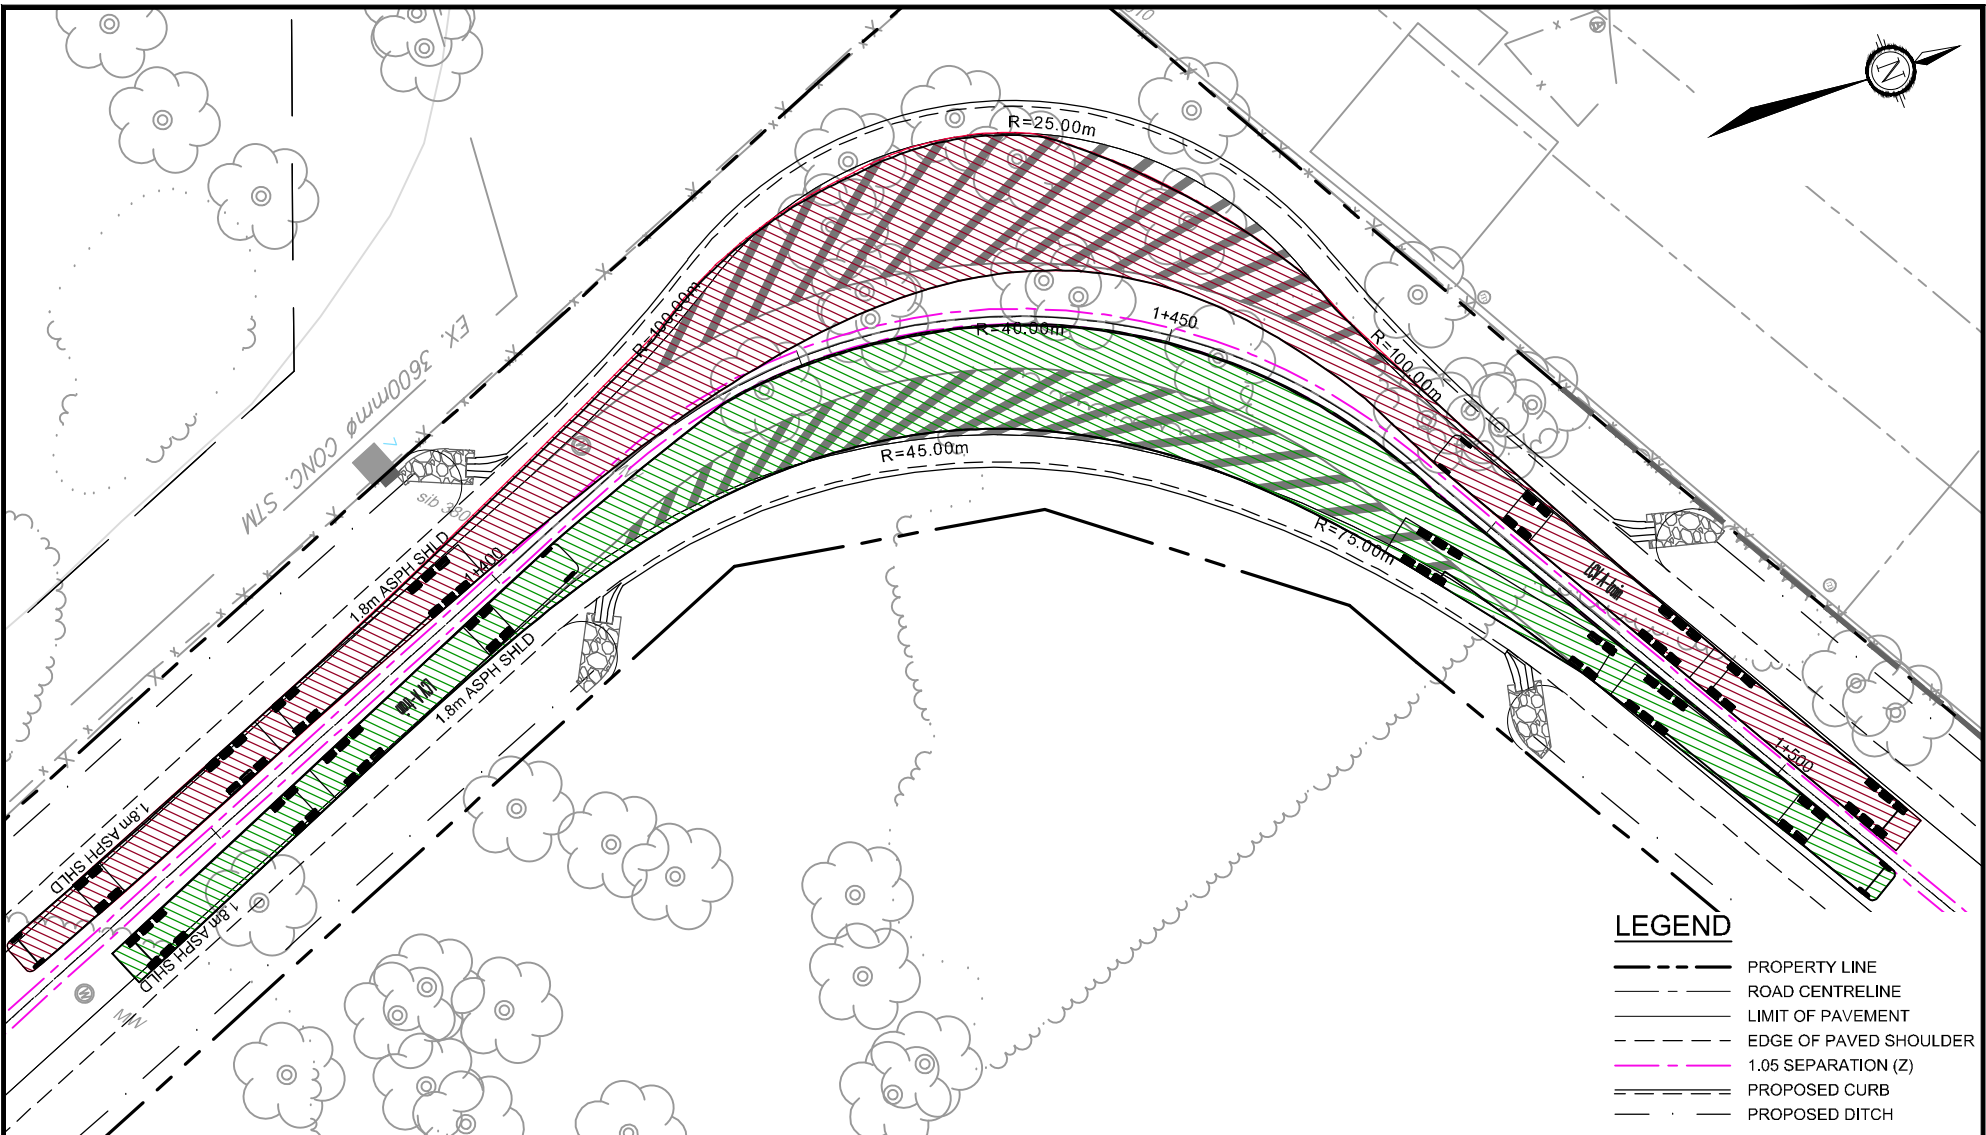 N
R=25.00m
1+450
R=40.00m
R=100.00m
R=100.00m
EX. 3600mmø CONC. STM
R=45.00m
sib 380
R=75.00m
1.8m ASPH SHLD
1+400
1.8m ASPH SHLD
W
1+500
1.8m ASPH SHLD
1.8m ASPH SHLD
W
MW
LEGEND
PROPERTY LINE
ROAD CENTRELINE
LIMIT OF PAVEMENT
EDGE OF PAVED SHOULDER
1.05 SEPARATION (Z)
PROPOSED CURB
PROPOSED DITCH